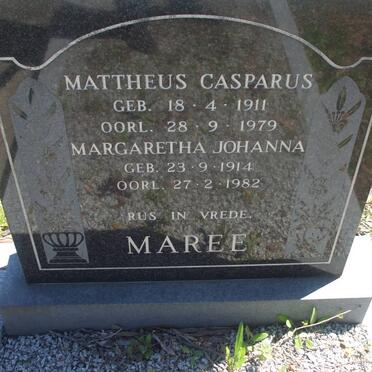 MATTHEUS CASPARUS
GEB. 18 · 4 · 1911
OORL. 28 · 9 · 1979
MARGARETHA JOHANNA
GEB. 23 · 9 · 1914
OORL. 27 · 2 · 1982
RUS IN VREDE.
MAREE